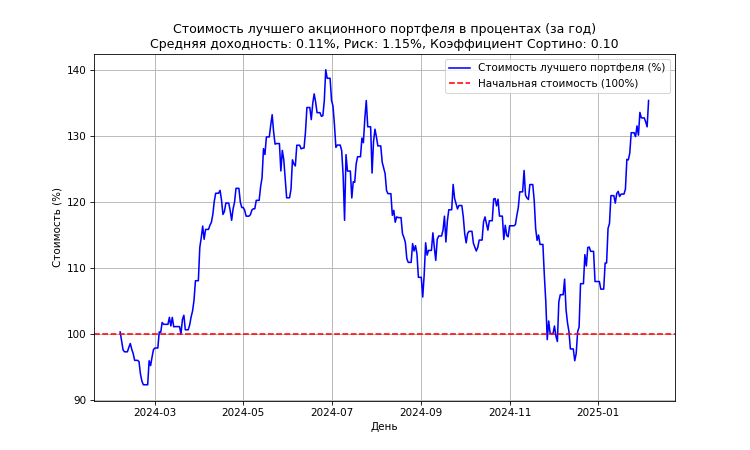 Стоимость лучшего акционного портфеля в процентах (за год)
Средняя доходность: 0.11%, Риск: 1.15%, Коэффициент Сортино: 0.10
Стоимость лучшего портфеля (%)
Начальная стоимость (100%)
Стоимость (%)
140
130
120
110
100
90
2024-03
2024-05
2024-07
2024-09
2024-11
2025-01
День